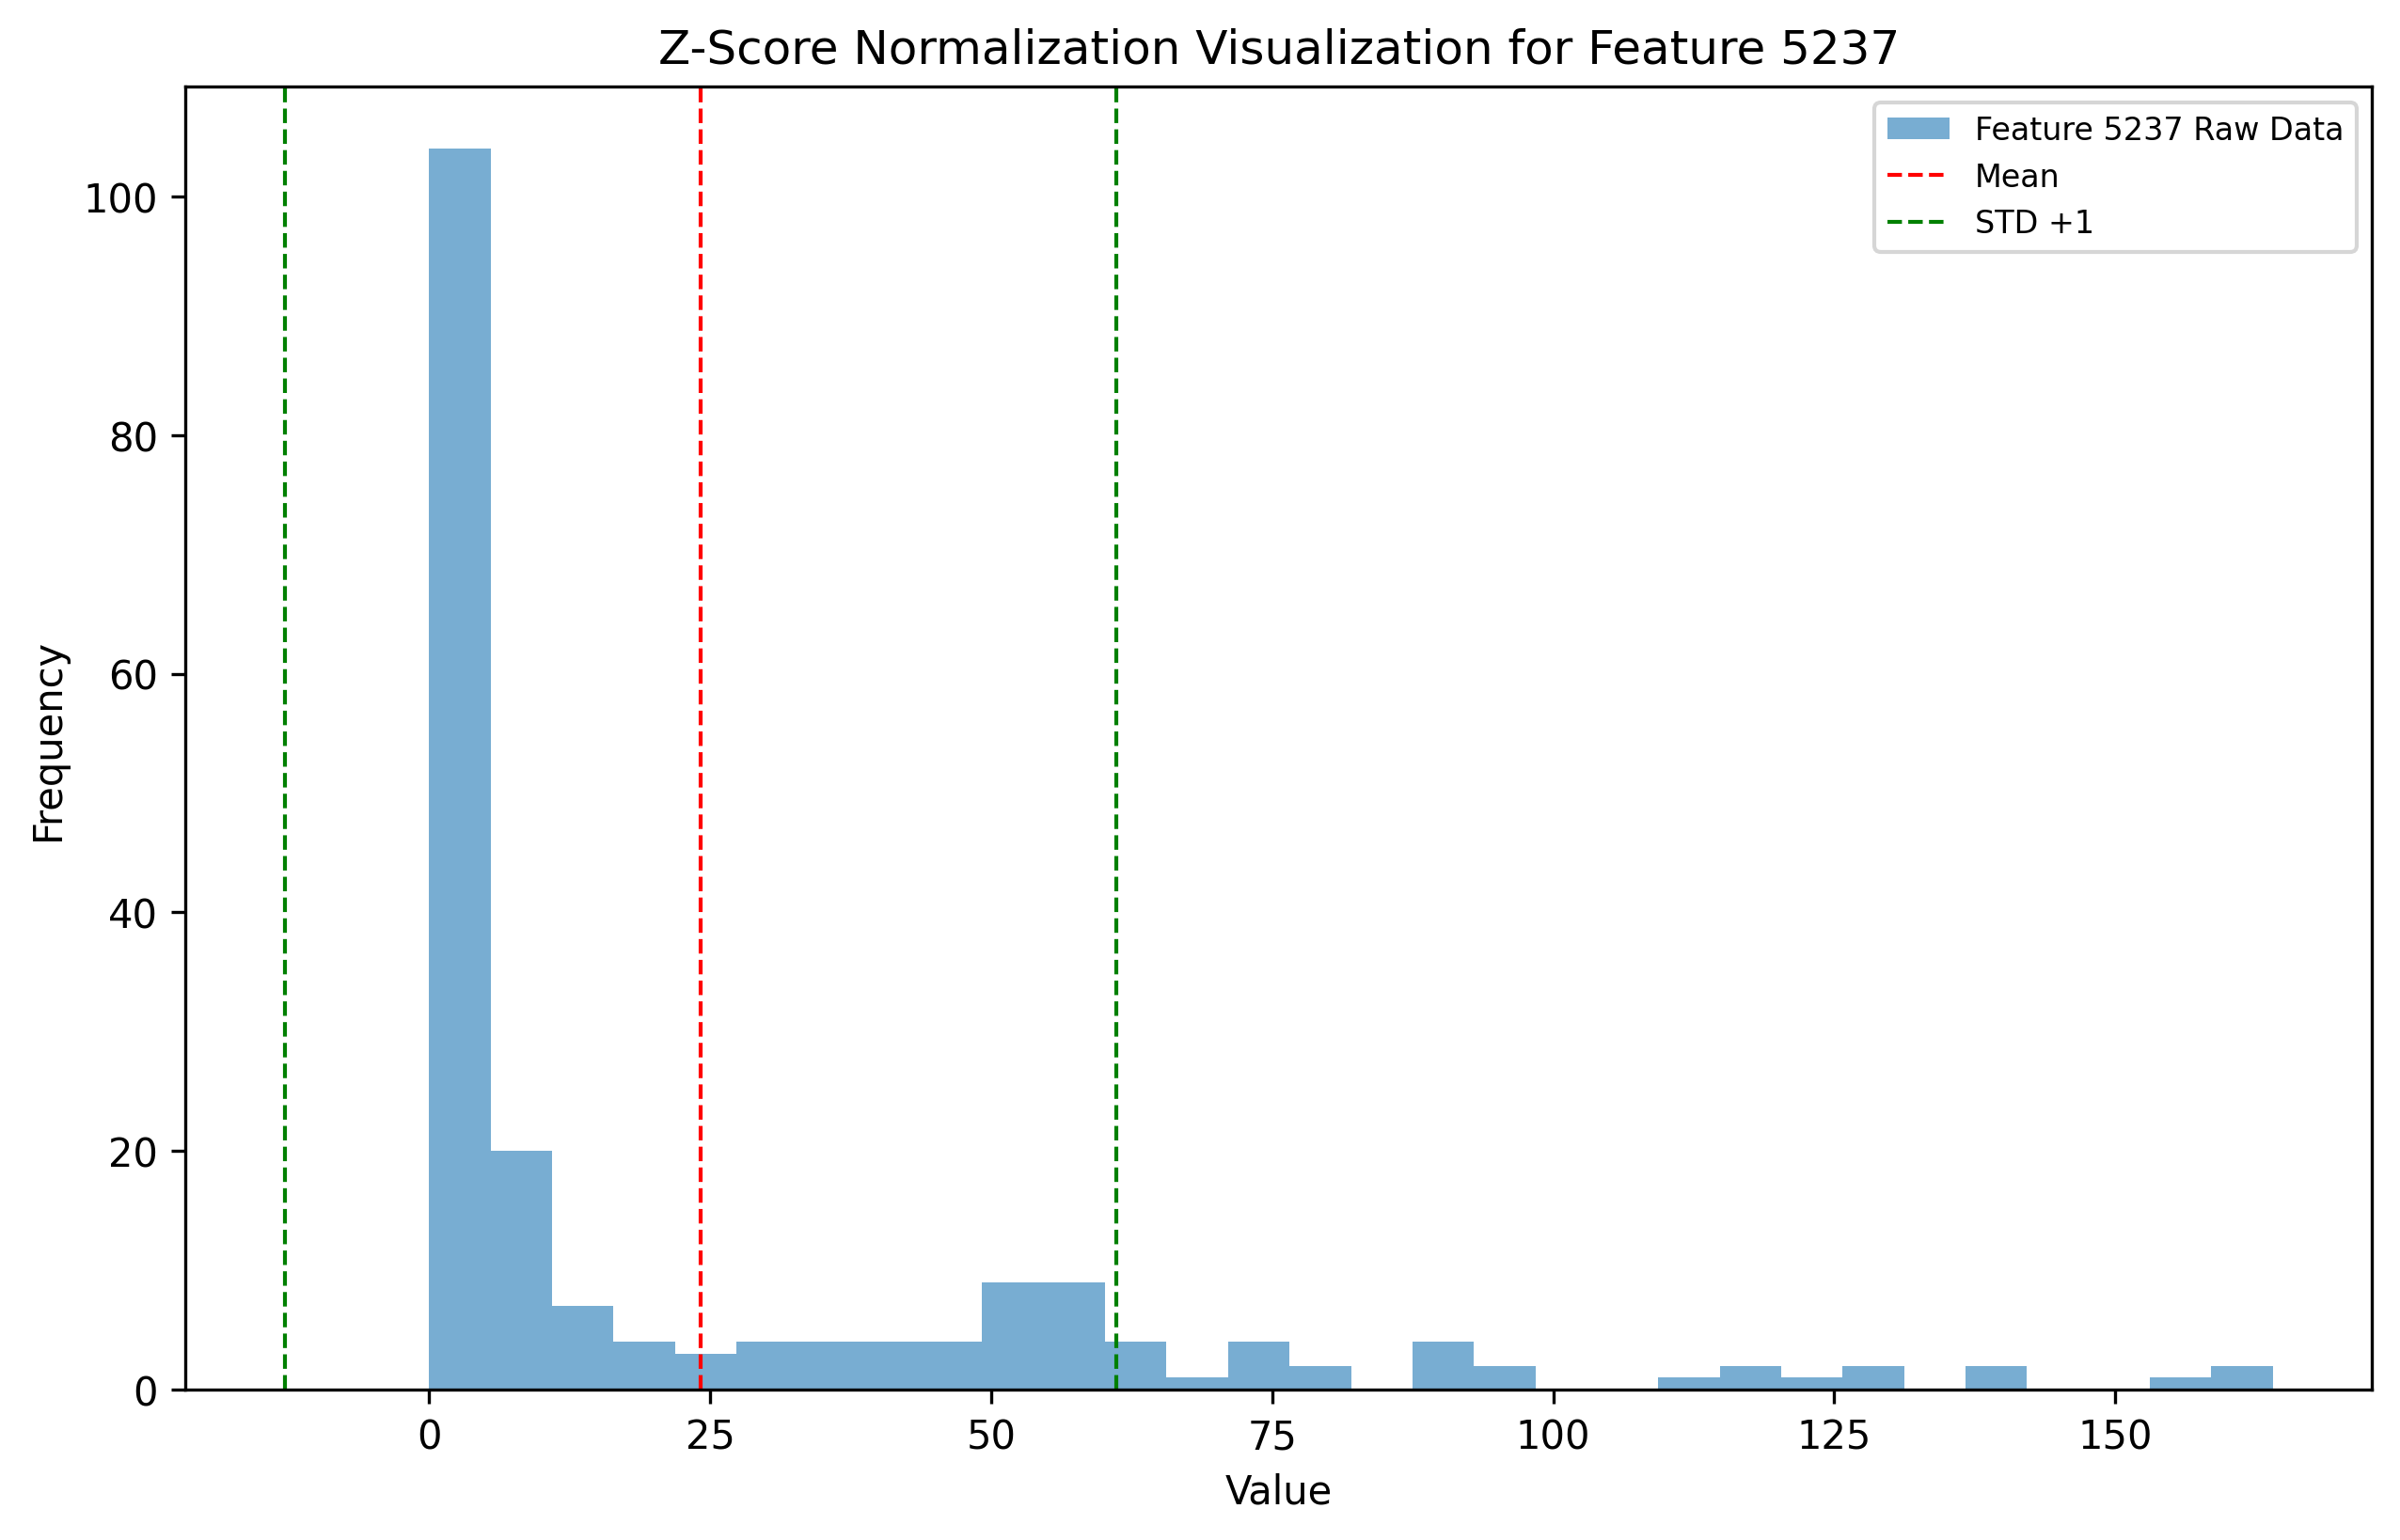 Z-Score Normalization Visualization for Feature 5237
Feature 5237 Raw Data
Mean
STD +1
Frequency
100
80
60
40
20
0
0 25 50 75 100 125 150
Value